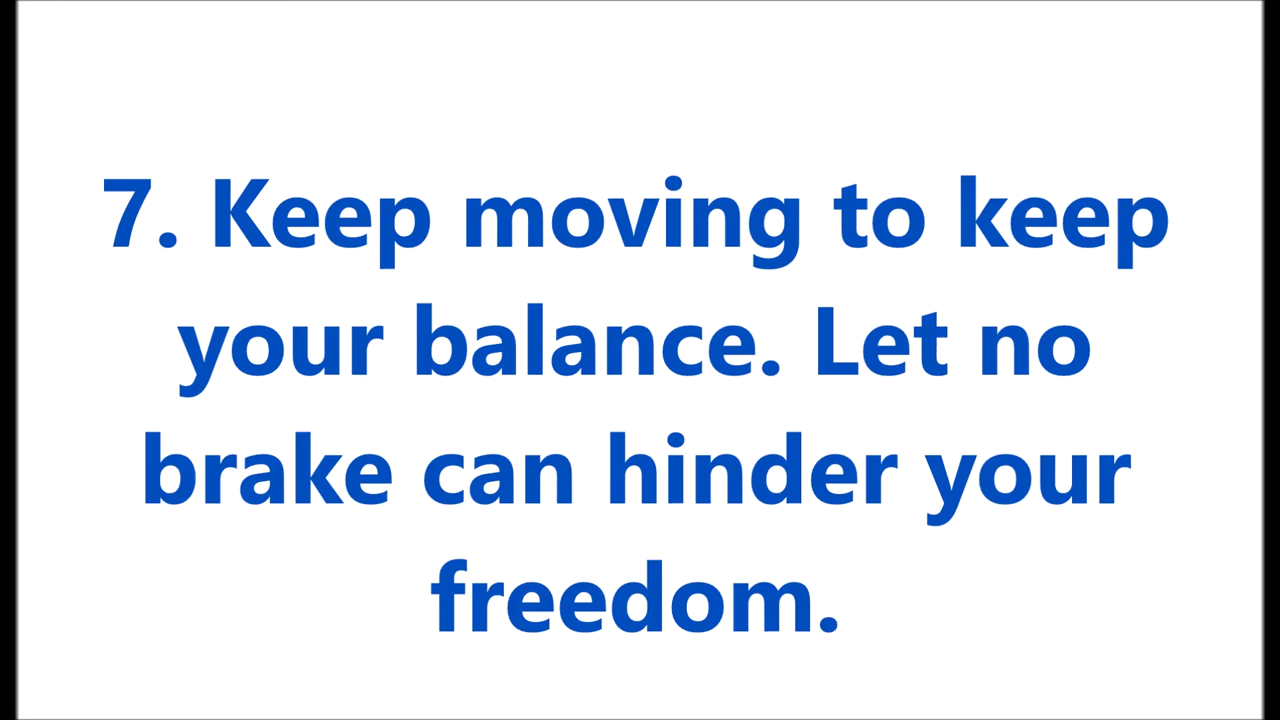 7. Keep moving to keep
your balance. Let no
brake can hinder your
freedom.